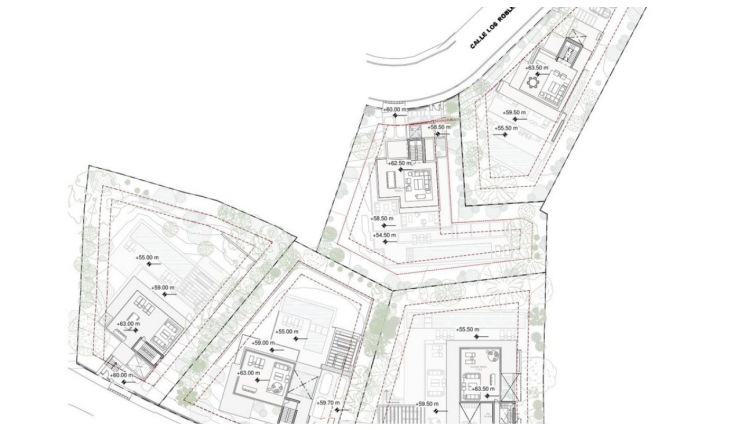 CALLE LOS ROBLE
+63.50 m
+59.50 m
+55.50 m
+60.00 m
+58.50 m
+62.50 m
+58.50 m
+54.50 m
+55.00 m
+59.00 m
+63.00 m
+60.00 m
+55.00 m
+59.00 m
+63.00 m
+59.70 m
+55.50 m
+63.50 m
+59.50 m